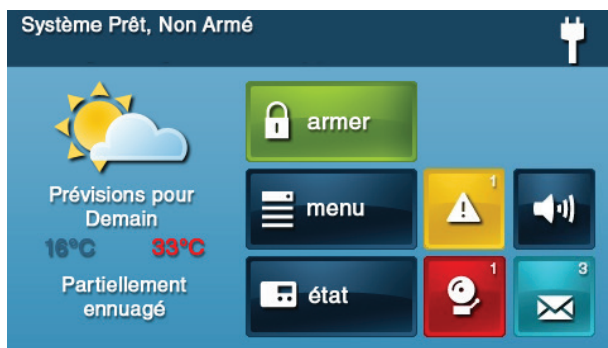 Système Prêt, Non Armé
armer
Prévisions pour
Demain
16°C 33°C
Partiellement
ennuagé
menu
1
état
1
3